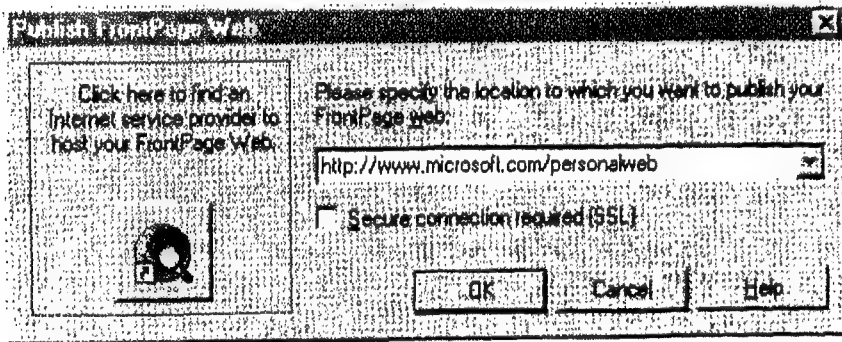 Publish FrontPage Web
Click here to find an
Internet service provider to
host your FrontPage Web.
Please specify the location to which you want to publish your
FrontPage web:
http://www.microsoft.com/personalweb
Secure connection required (SSL)
OK
Cancel
Help